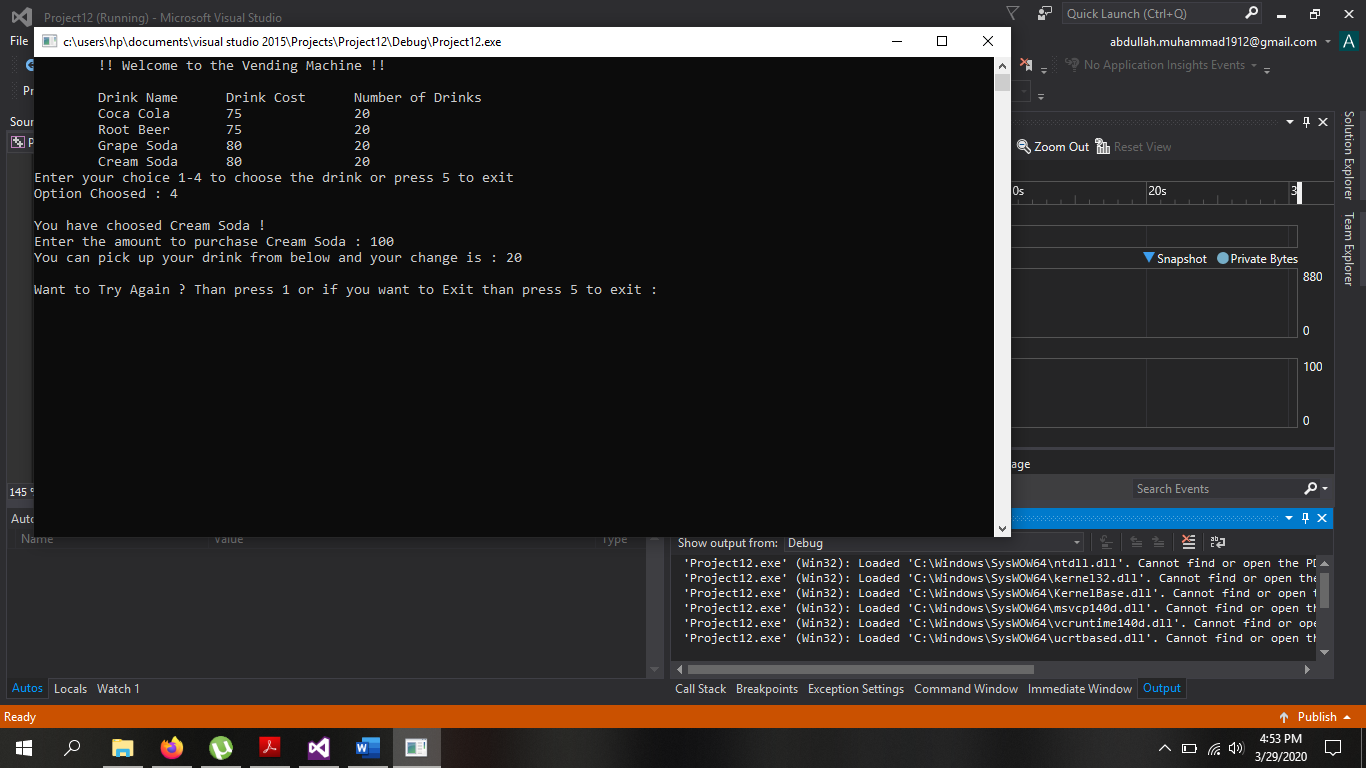 Project12 (Running) - Microsoft Visual Studio
Quick Launch (Ctrl+Q)
File
abdullah.muhammad1912@gmail.com
A
c:\users\hp\documents\visual studio 2015\Projects\Project12\Debug\Project12.exe
No Application Insights Events
!! Welcome to the Vending Machine !!
Drink Name Drink Cost Number of Drinks
Coca Cola 75 20
Root Beer 75 20
Grape Soda 80 20
Cream Soda 80 20
Enter your choice 1-4 to choose the drink or press 5 to exit
Option Choosed : 4
You have choosed Cream Soda !
Enter the amount to purchase Cream Soda : 100
You can pick up your drink from below and your change is : 20
Want to Try Again ? Than press 1 or if you want to Exit than press 5 to exit :
Zoom Out Reset View
Solution Explorer
Team Explorer
0s 20s 3
Snapshot Private Bytes
880
0
100
0
Search Events
145 %
Name Value Type
Show output from: Debug
'Project12.exe' (Win32): Loaded 'C:\Windows\SysWOW64\ntdll.dll'. Cannot find or open the PD
'Project12.exe' (Win32): Loaded 'C:\Windows\SysWOW64\kernel32.dll'. Cannot find or open the
'Project12.exe' (Win32): Loaded 'C:\Windows\SysWOW64\KernelBase.dll'. Cannot find or open t
'Project12.exe' (Win32): Loaded 'C:\Windows\SysWOW64\msvcp140d.dll'. Cannot find or open th
'Project12.exe' (Win32): Loaded 'C:\Windows\SysWOW64\vcruntime140d.dll'. Cannot find or ope
'Project12.exe' (Win32): Loaded 'C:\Windows\SysWOW64\ucrtbased.dll'. Cannot find or open th
Autos Locals Watch 1
Call Stack Breakpoints Exception Settings Command Window Immediate Window Output
Ready
Publish
4:53 PM
3/29/2020